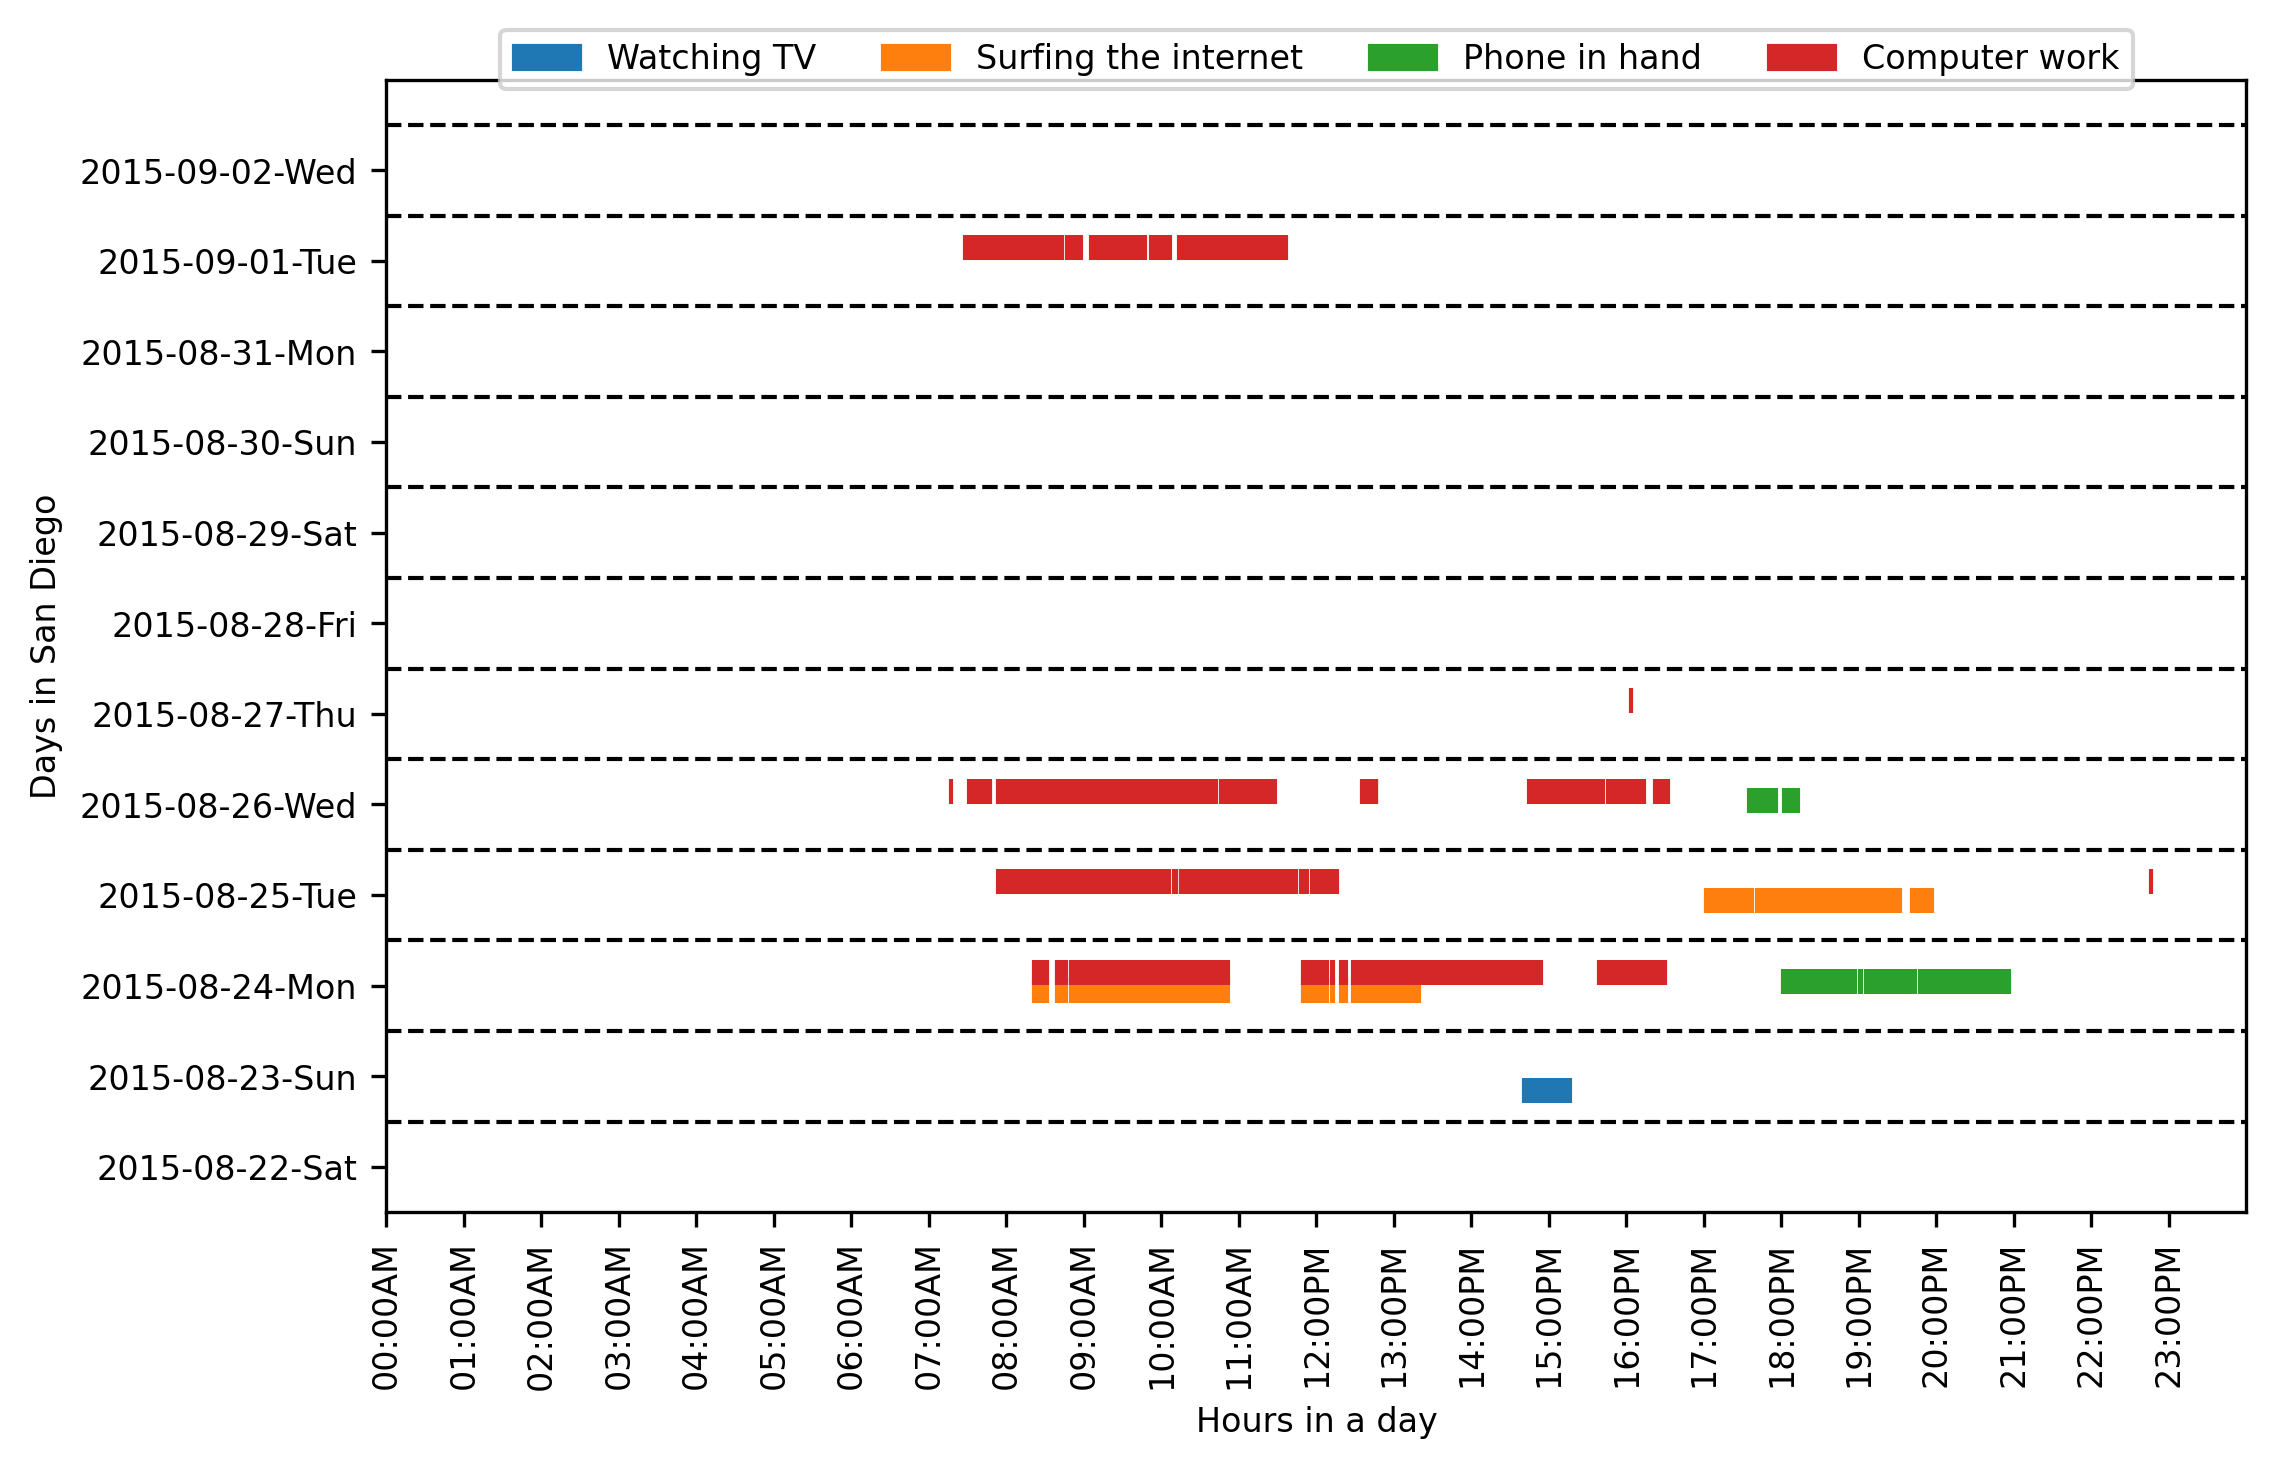 Watching TV Surfing the internet Phone in hand Computer work
2015-09-02-Wed
2015-09-01-Tue
2015-08-31-Mon
2015-08-30-Sun
2015-08-29-Sat
2015-08-28-Fri
2015-08-27-Thu
2015-08-26-Wed
2015-08-25-Tue
2015-08-24-Mon
2015-08-23-Sun
2015-08-22-Sat
Days in San Diego
00:00AM
01:00AM
02:00AM
03:00AM
04:00AM
05:00AM
06:00AM
07:00AM
08:00AM
09:00AM
10:00AM
11:00AM
12:00PM
13:00PM
14:00PM
15:00PM
16:00PM
17:00PM
18:00PM
19:00PM
20:00PM
21:00PM
22:00PM
23:00PM
Hours in a day